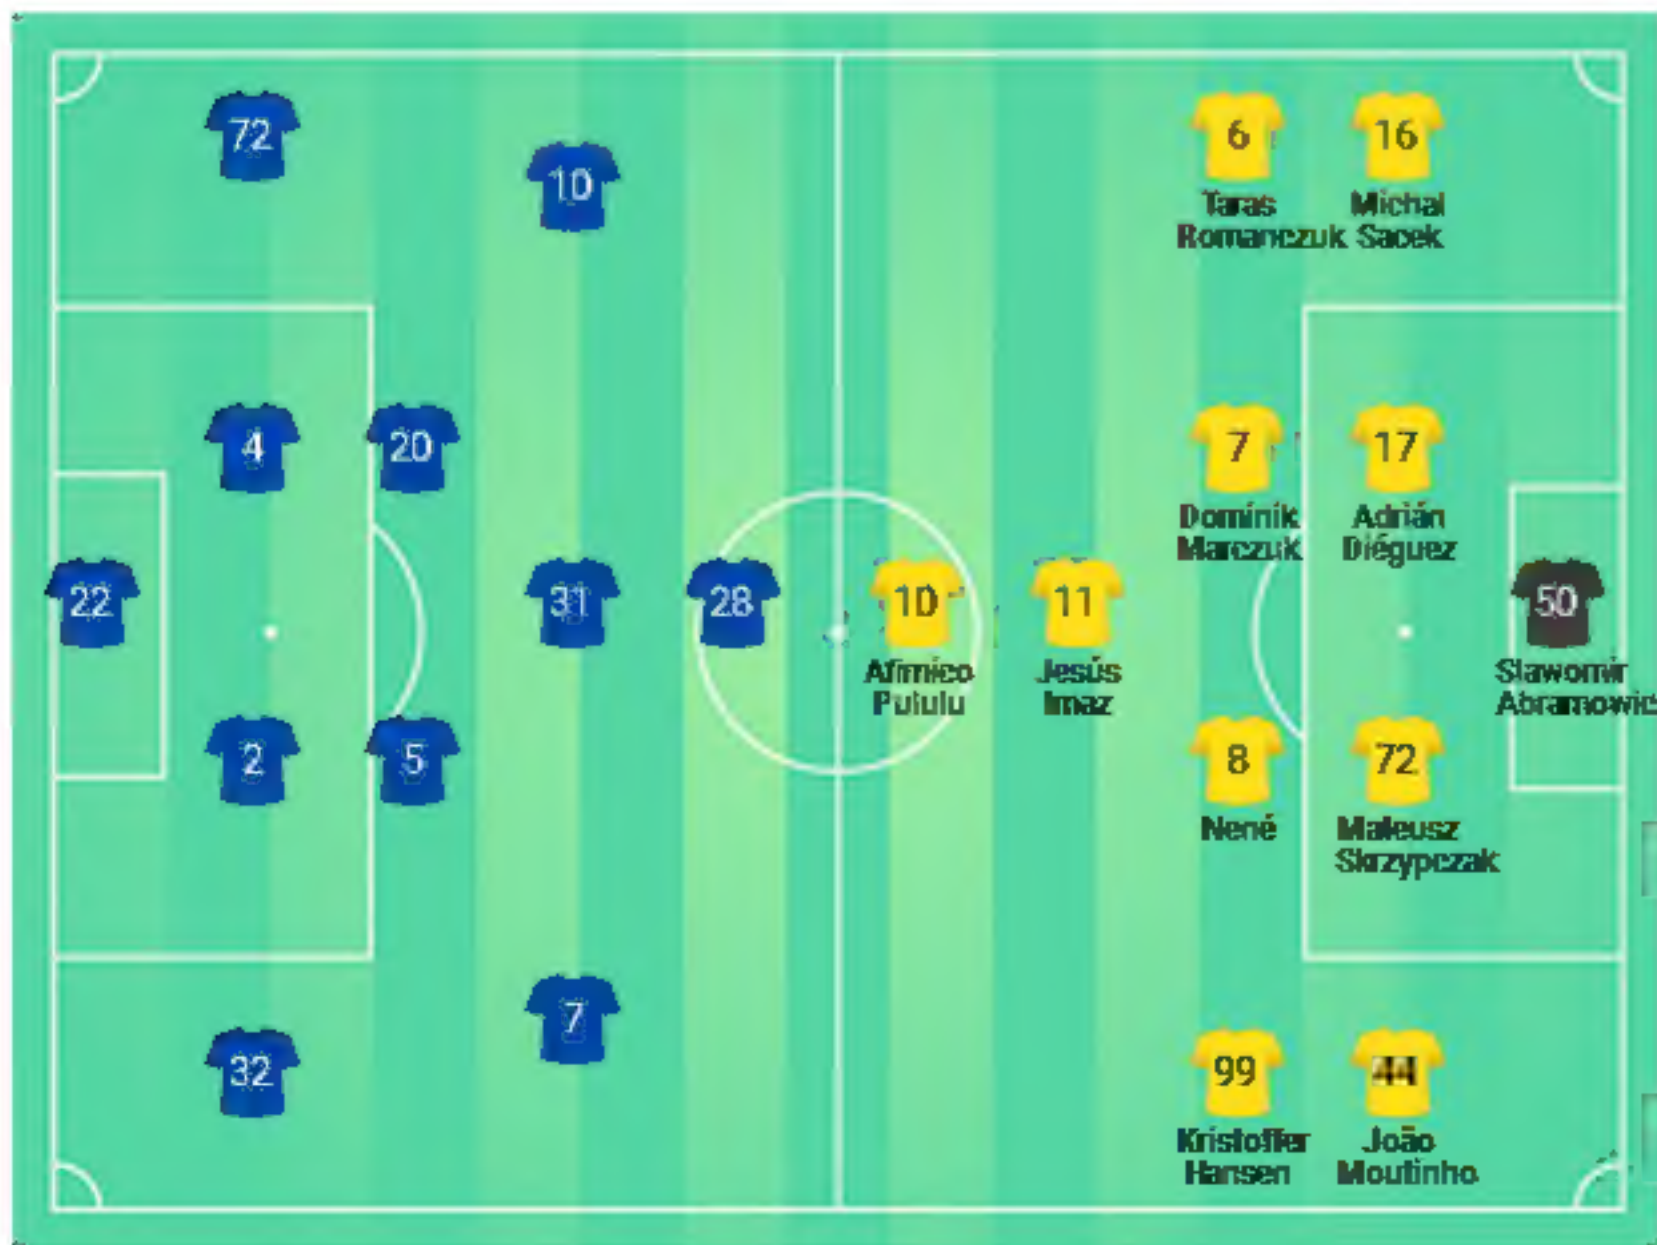 72
10
6
16
Taras
Romanczuk
Michal
Sacek
4
20
7
17
Dominik
Marczuk
Adrián
Diéguez
22
31
28
10
11
50
Afimico
Pululu
Jesús
Imaz
Slawomir
Abramowic
2
5
8
72
Nené
Mateusz
Skrzypczak
7
32
99
44
Kristoffer
Hansen
João
Moutinho